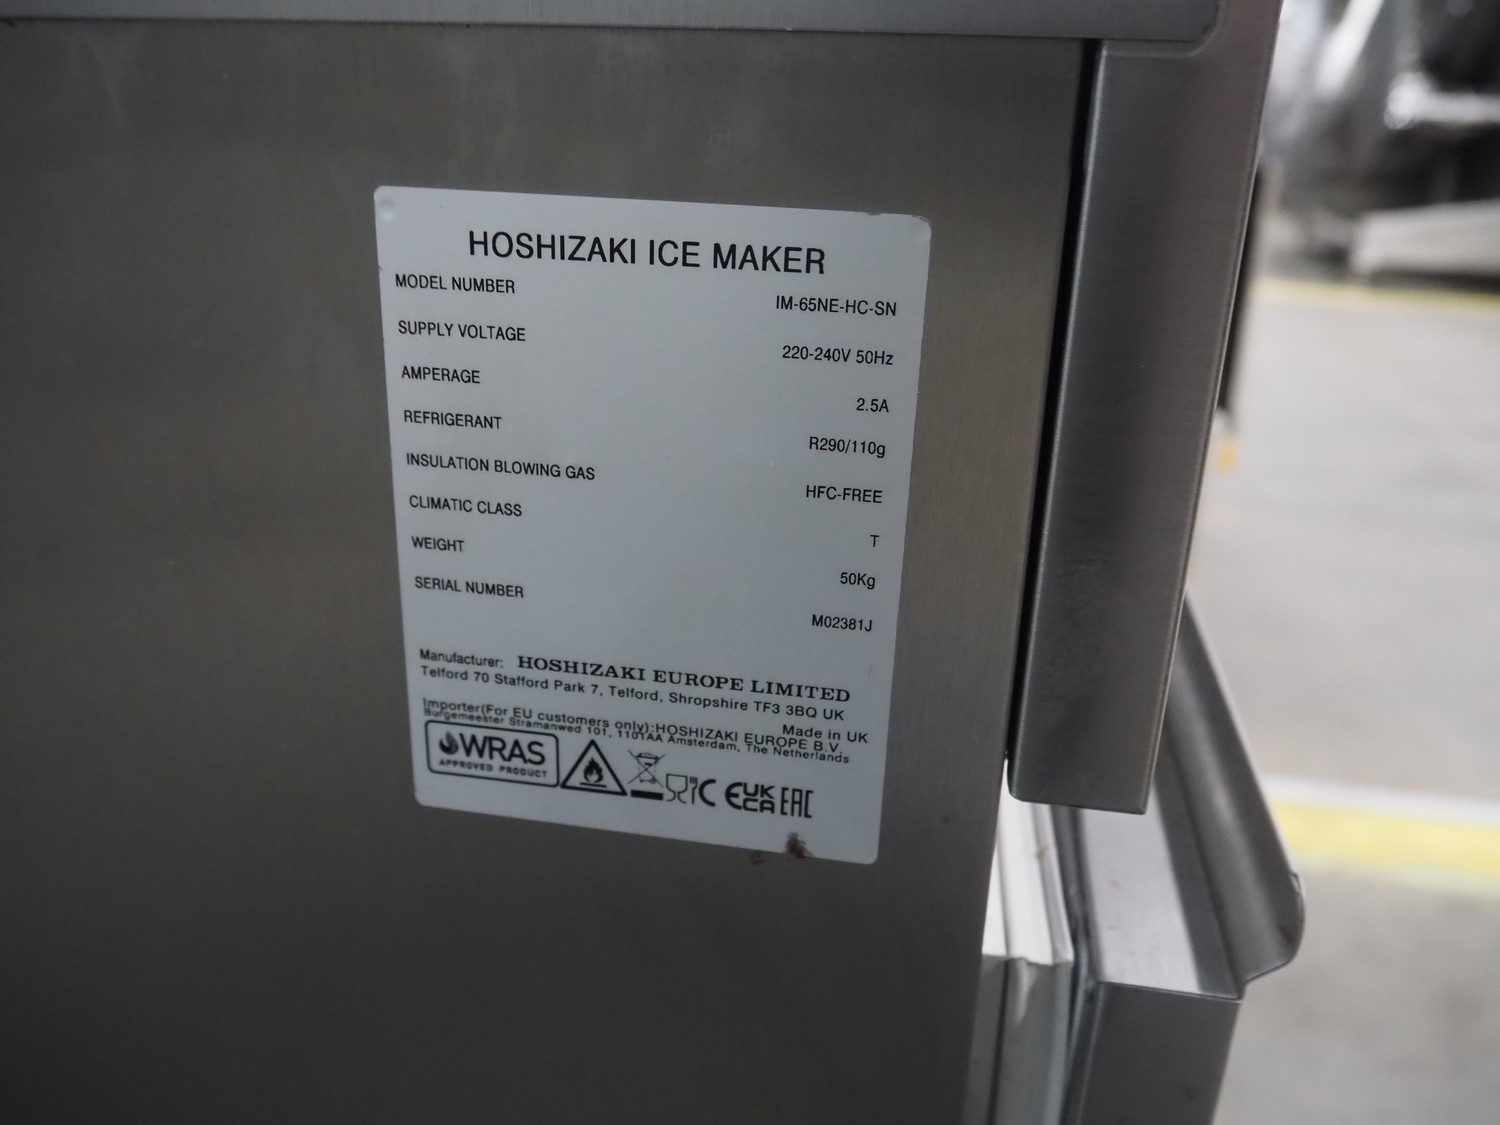 HOSHIZAKI ICE MAKER
MODEL NUMBER IM-65NE-HC-SN
SUPPLY VOLTAGE 220-240V 50Hz
AMPERAGE 2.5A
REFRIGERANT R290/110g
INSULATION BLOWING GAS HFC-FREE
CLIMATIC CLASS T
WEIGHT 50Kg
SERIAL NUMBER M02381J
Manufacturer: HOSHIZAKI EUROPE LIMITED
Telford 70 Stafford Park 7, Telford, Shropshire TF3 3BQ UK
Made in UK
Importer(For EU customers only):HOSHIZAKI EUROPE B.V.
Burgemeester Stramanwed 101, 1101AA Amsterdam, The Netherlands
WRAS
APPROVED PRODUCT
CE UK
CA EAC